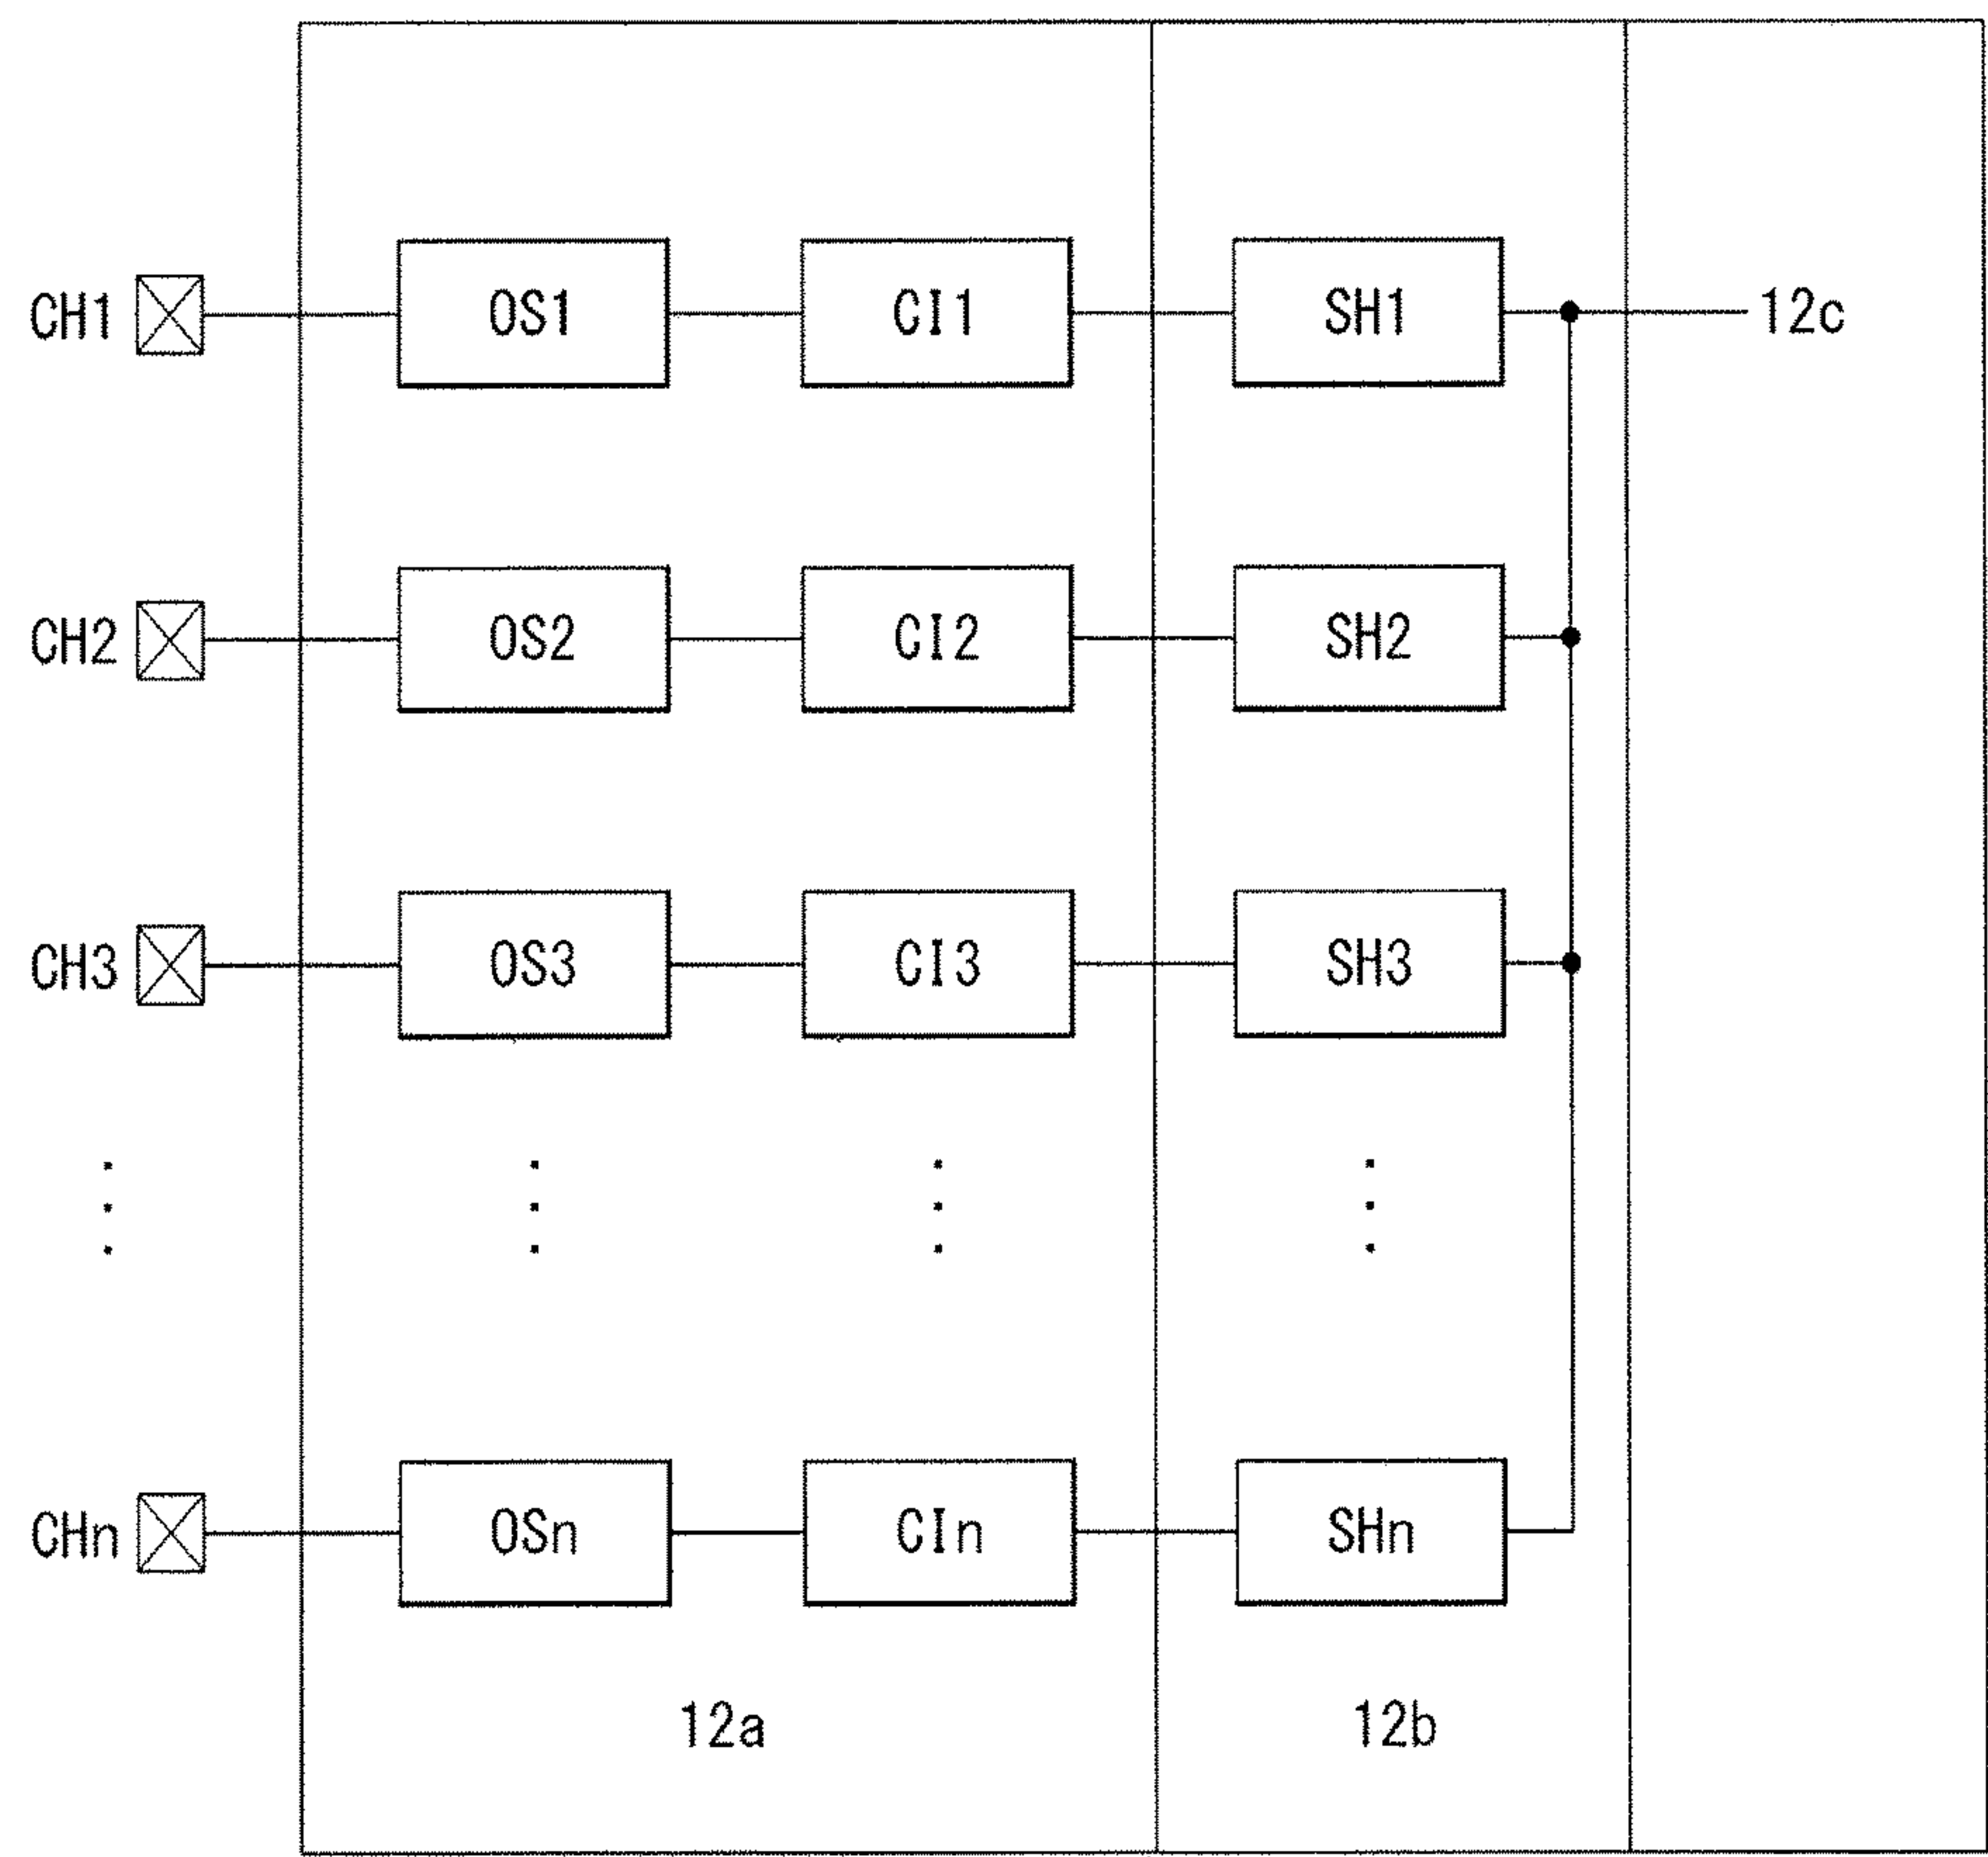 CH1 OS1 CI1 SH1 12c
CH2 OS2 CI2 SH2
CH3 OS3 CI3 SH3
CHn OSn CIn SHn
12a 12b